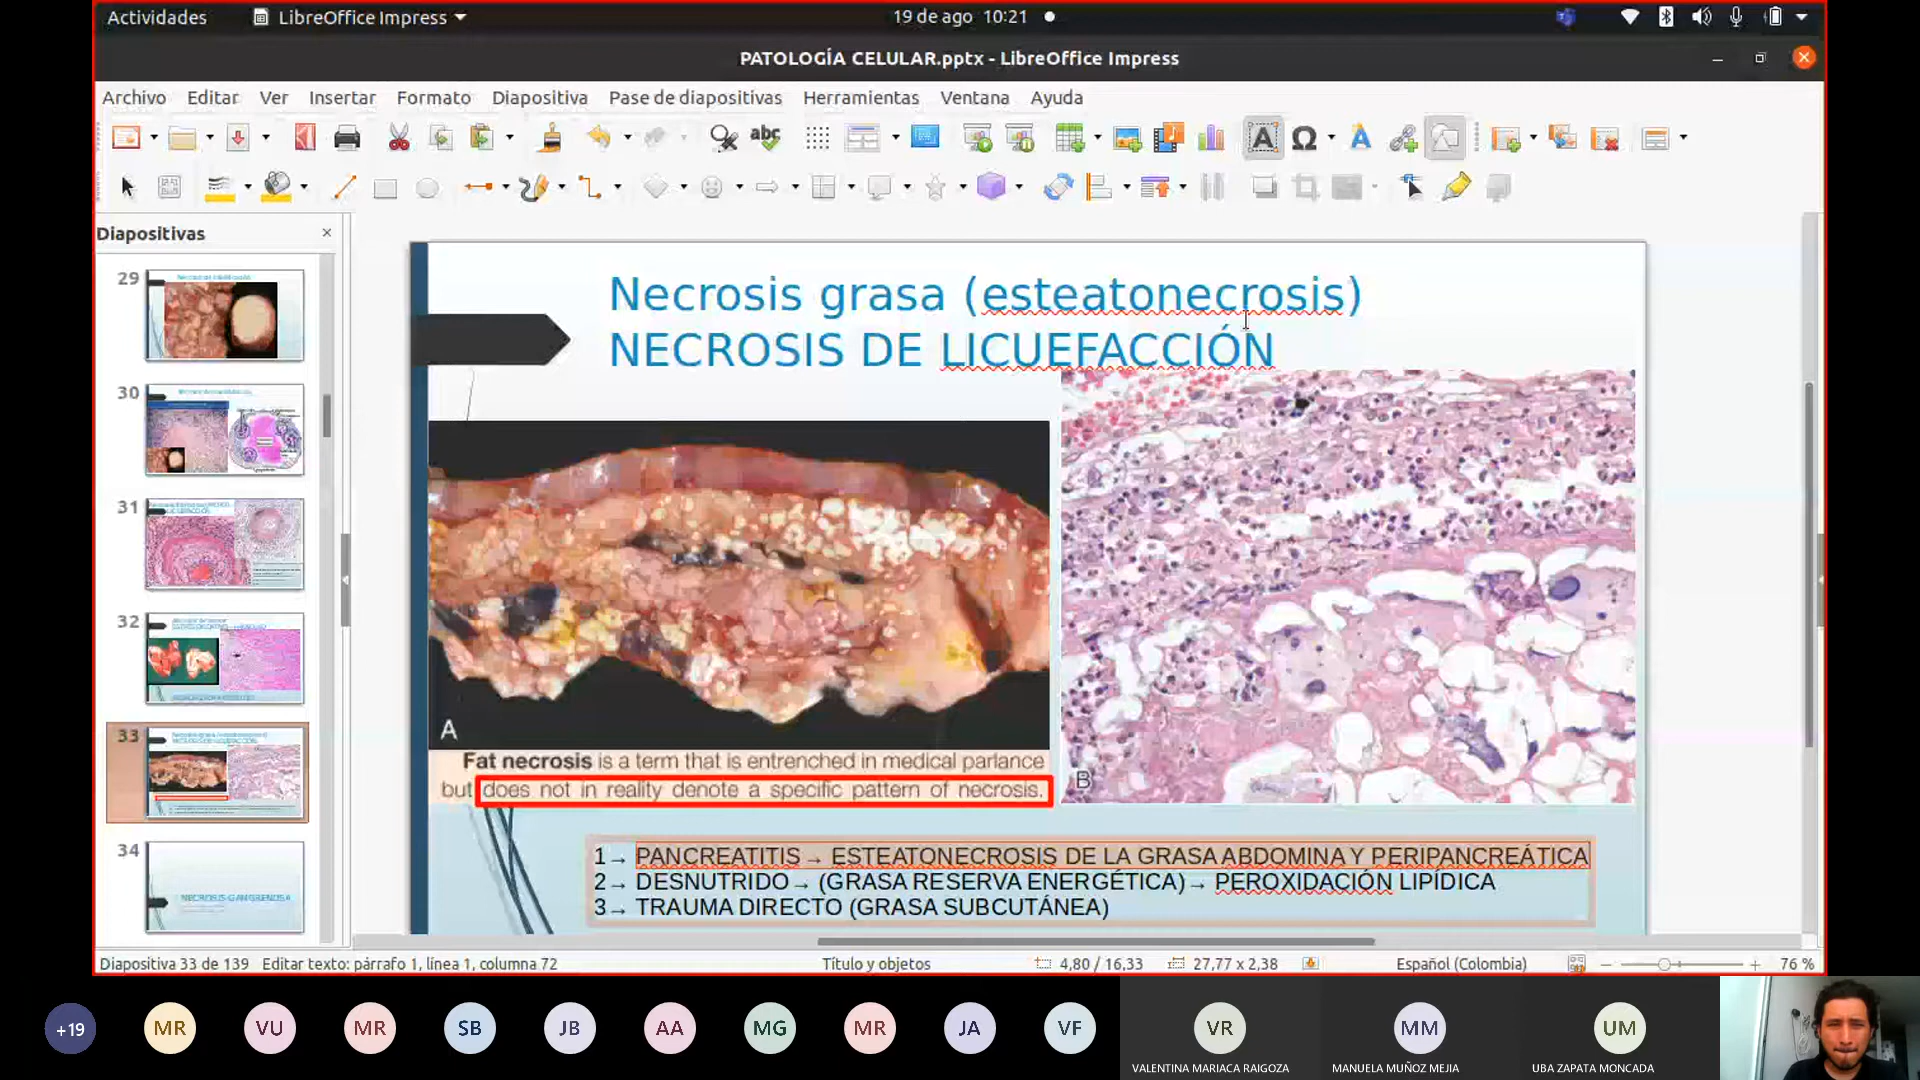 Actividades LibreOffice Impress 19 de ago 10:21
PATOLOGÍA CELULAR.pptx - LibreOffice Impress
Archivo Editar Ver Insertar Formato Diapositiva Pase de diapositivas Herramientas Ventana Ayuda
Diapositivas
29
30
31
32
33
34
NECROSIS GANGRENOSA
Necrosis grasa (esteatonecrosis)
NECROSIS DE LICUEFACCIÓN
A
B
Fat necrosis is a term that is entrenched in medical parlance
but does not in reality denote a specific pattern of necrosis.
1→ PANCREATITIS → ESTEATONECROSIS DE LA GRASA ABDOMINA Y PERIPANCREÁTICA
2→ DESNUTRIDO → (GRASA RESERVA ENERGÉTICA)→ PEROXIDACIÓN LIPÍDICA
3→ TRAUMA DIRECTO (GRASA SUBCUTÁNEA)
Diapositiva 33 de 139 Editar texto: párrafo 1, línea 1, columna 72 Título y objetos 4,80 / 16,33 27,77 x 2,38 Español (Colombia) 76 %
+19 MR VU MR SB JB AA MG MR JA VF VR MM UM
VALENTINA MARIACA RAIGOZA MANUELA MUÑOZ MEJIA UBA ZAPATA MONCADA